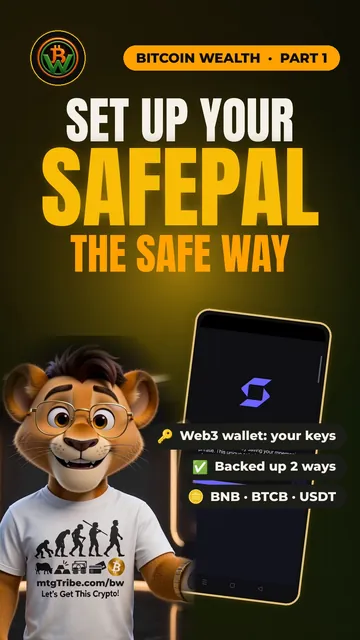 BITCOIN WEALTH · PART 1
SET UP YOUR
SAFEPAL
THE SAFE WAY
🔑 Web3 wallet: your keys
✅ Backed up 2 ways
🪙 BNB · BTCB · USDT
mtgTribe.com/bw
Let's Get This Crypto!